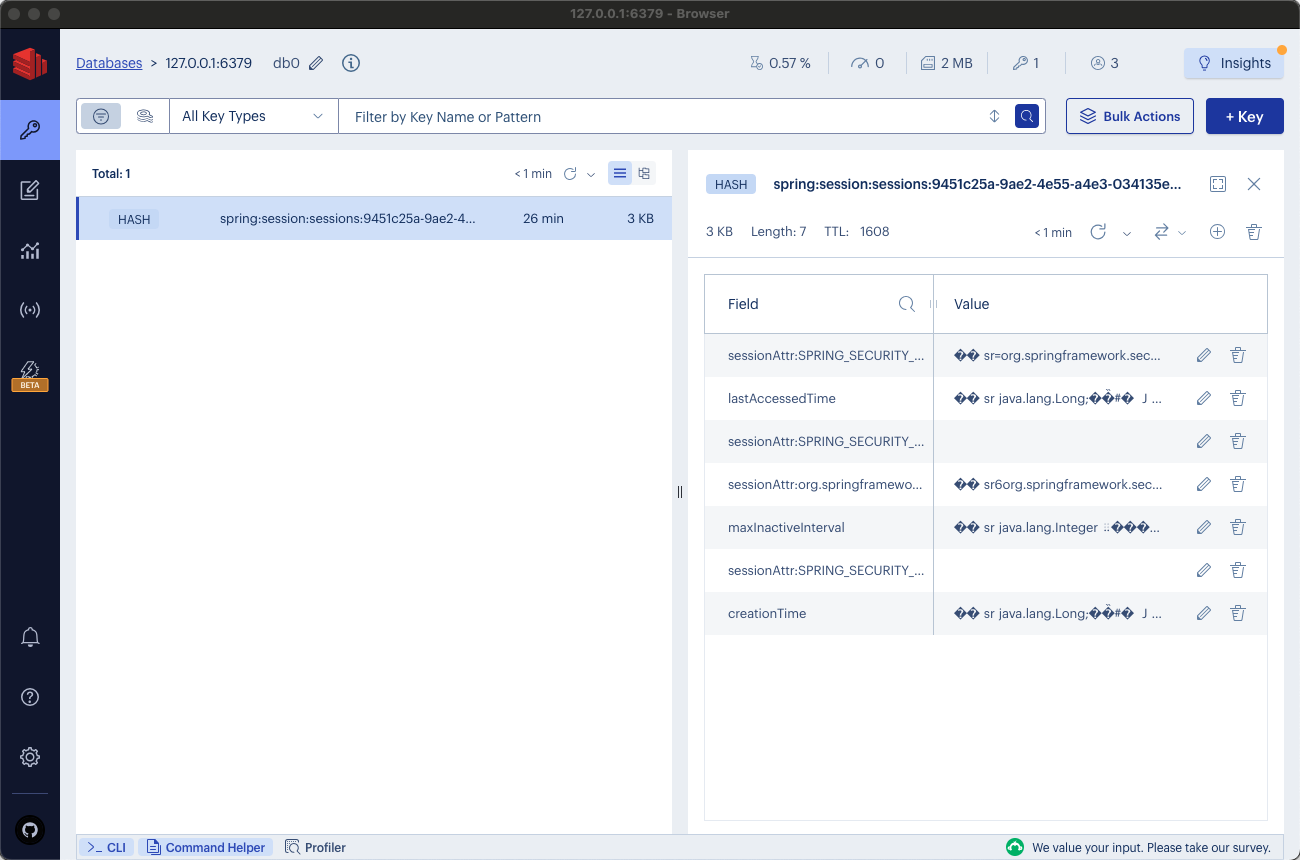 127.0.0.1:6379 - Browser
Databases > 127.0.0.1:6379 db0
0.57 % 0 2 MB 1 3
Insights
All Key Types
Filter by Key Name or Pattern
Bulk Actions
+ Key
Total: 1
< 1 min
HASH spring:session:sessions:9451c25a-9ae2-4... 26 min 3 KB
HASH spring:session:sessions:9451c25a-9ae2-4e55-a4e3-034135e...
3 KB Length: 7 TTL: 1608
< 1 min
Field Value
sessionAttr:SPRING_SECURITY_... �� sr=org.springframework.sec...
lastAccessedTime �� sr java.lang.Long;��̏#� J ...
sessionAttr:SPRING_SECURITY_...
sessionAttr:org.springframewo... �� sr6org.springframework.sec...
maxInactiveInterval �� sr java.lang.Integer ⠤���...
sessionAttr:SPRING_SECURITY_...
creationTime �� sr java.lang.Long;��̏#� J ...
BETA
>_ CLI
Command Helper
Profiler
We value your input. Please take our survey.